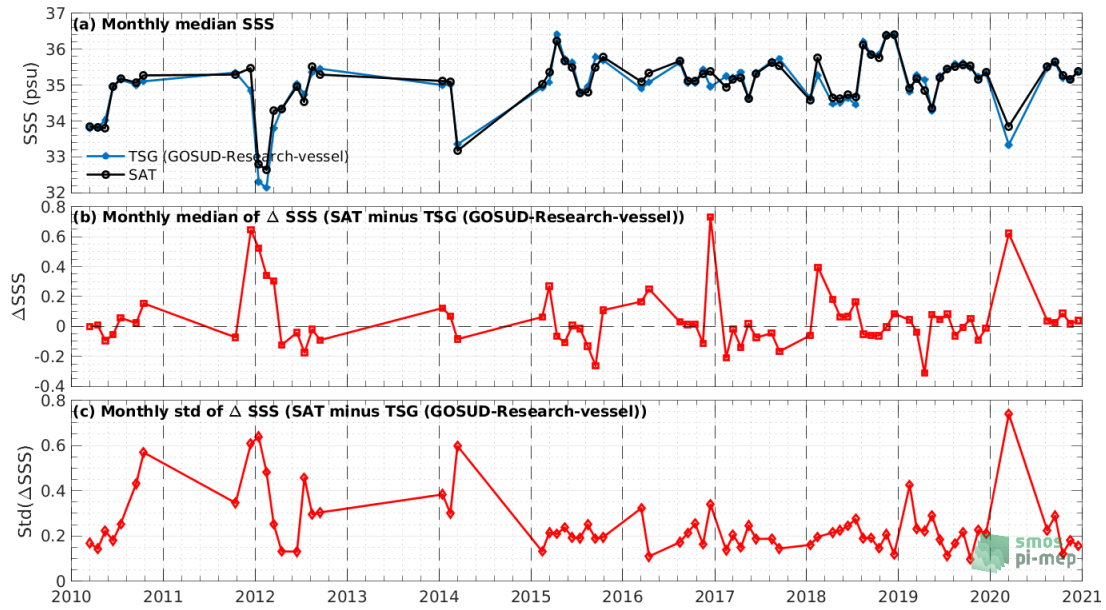 (a) Monthly median SSS
37
36
35
34
33
32
SSS (psu)
TSG (GOSUD-Research-vessel)
SAT
(b) Monthly median of Δ SSS (SAT minus TSG (GOSUD-Research-vessel))
0.8
0.6
0.4
0.2
0
-0.2
-0.4
ΔSSS
(c) Monthly std of Δ SSS (SAT minus TSG (GOSUD-Research-vessel))
0.8
0.6
0.4
0.2
0
Std(ΔSSS)
smos
pi-mep
2010 2011 2012 2013 2014 2015 2016 2017 2018 2019 2020 2021